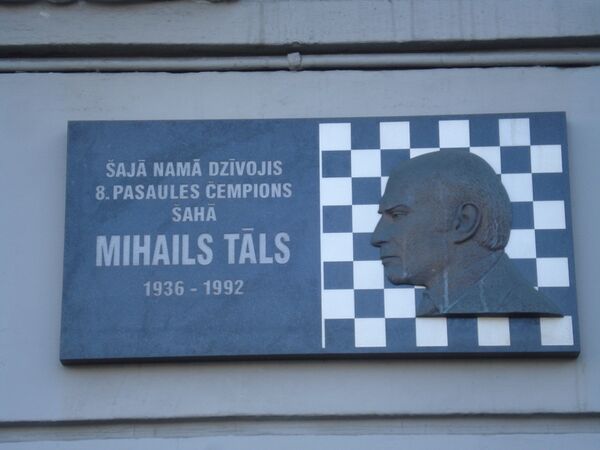 ŠAJĀ NAMĀ DZĪVOJIS
8. PASAULES ČEMPIONS
ŠAHĀ
MIHAILS TĀLS
1936 - 1992